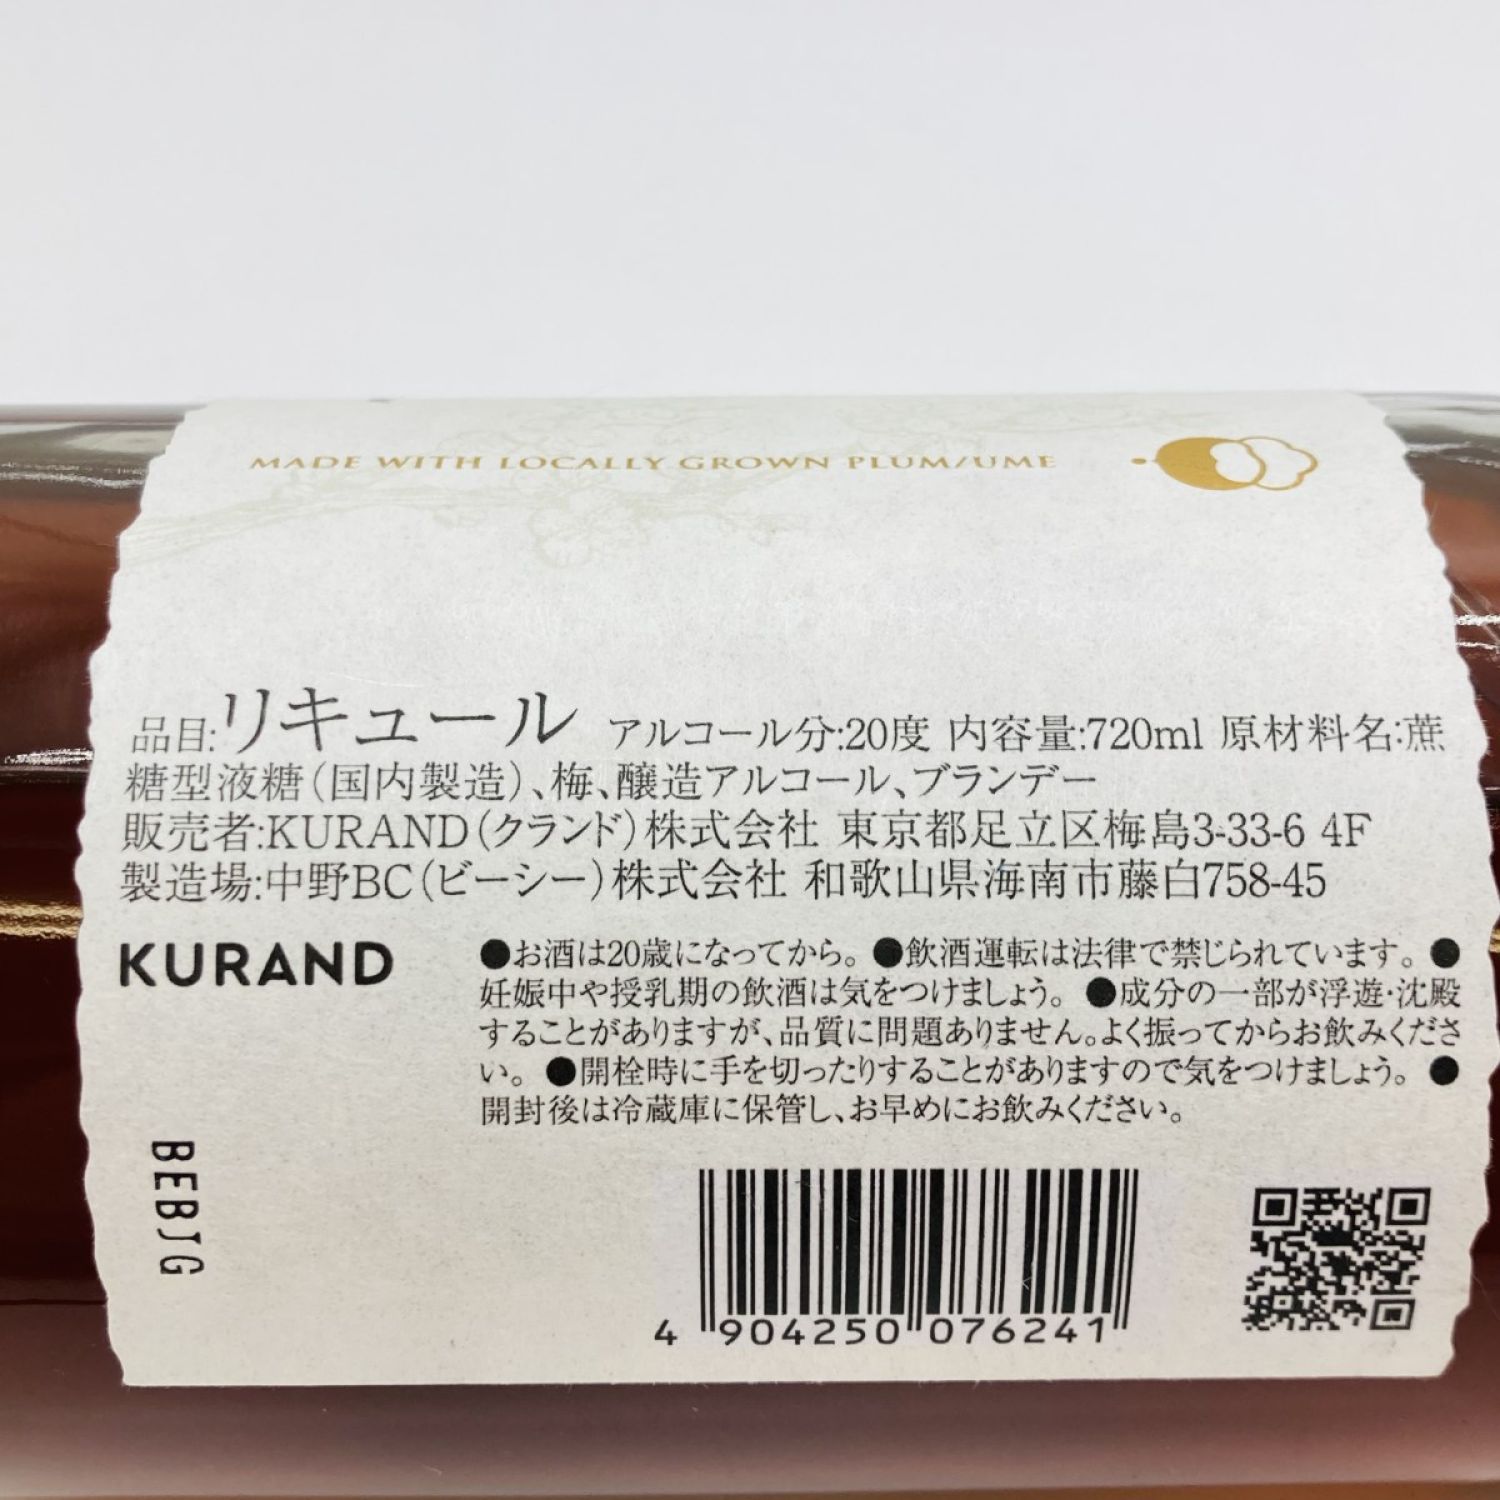 MADE WITH LOCALLY GROWN PLUM/UME
品目:リキュール アルコール分:20度 内容量:720ml 原材料名:蔗
糖型液糖(国内製造)、梅、醸造アルコール、ブランデー
販売者:KURAND(クランド)株式会社 東京都足立区梅島3-33-6 4F
製造場:中野BC(ビーシー)株式会社 和歌山県海南市藤白758-45
KURAND
●お酒は20歳になってから。●飲酒運転は法律で禁じられています。●
妊娠中や授乳期の飲酒は気をつけましょう。●成分の一部が浮遊・沈殿
することがありますが、品質に問題ありません。よく振ってからお飲みくださ
い。●開栓時に手を切ったりすることがありますので気をつけましょう。●
開封後は冷蔵庫に保管し、お早めにお飲みください。
BEBJG
4 904250 076241